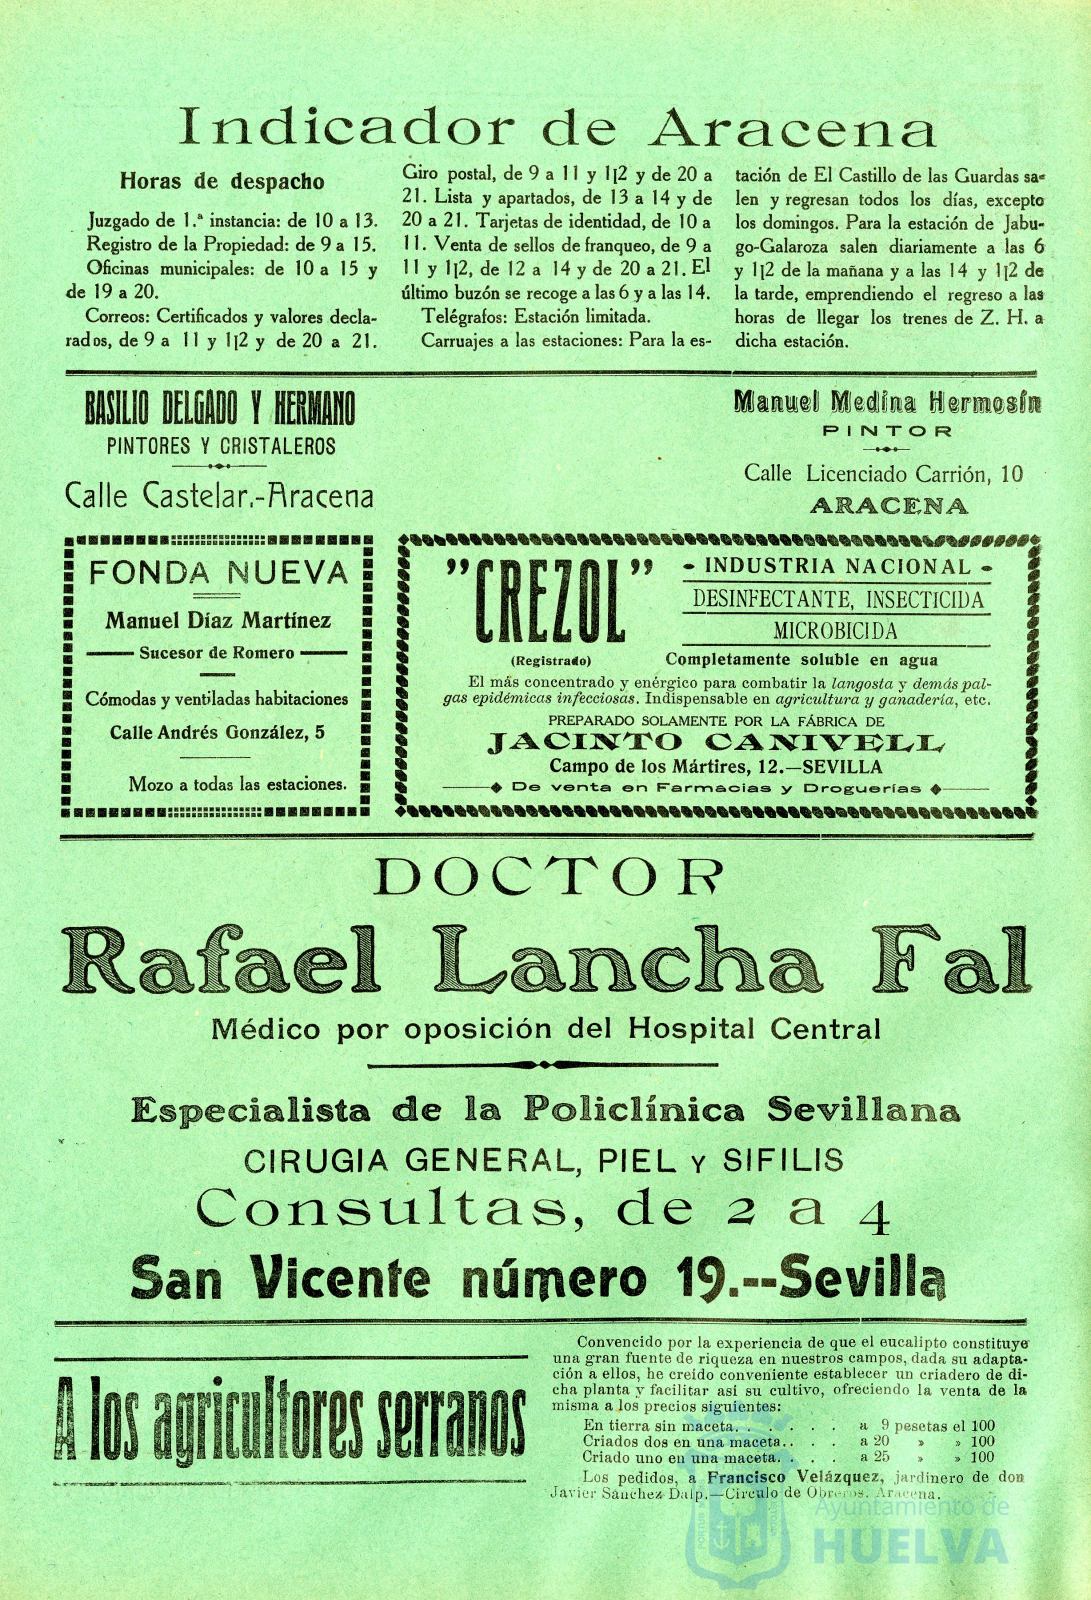 Indicador de Aracena
Horas de despacho
Juzgado de 1.ª instancia: de 10 a 13.
Registro de la Propiedad: de 9 a 15.
Oficinas municipales: de 10 a 15 y
de 19 a 20.
Correos: Certificados y valores decla-
rados, de 9 a 11 y 1|2 y de 20 a 21.
Giro postal, de 9 a 11 y 1|2 y de 20 a
21. Lista y apartados, de 13 a 14 y de
20 a 21. Tarjetas de identidad, de 10 a
11. Venta de sellos de franqueo, de 9 a
11 y 1|2, de 12 a 14 y de 20 a 21. El
último buzón se recoge a las 6 y a las 14.
Telégrafos: Estación limitada.
Carruajes a las estaciones: Para la es-
tación de El Castillo de las Guardas sa-
len y regresan todos los días, excepto
los domingos. Para la estación de Jabu-
go-Galaroza salen diariamente a las 6
y 1|2 de la mañana y a las 14 y 1|2 de
la tarde, emprendiendo el regreso a las
horas de llegar los trenes de Z. H. a
dicha estación.
BASILIO DELGADO Y HERMANO
PINTORES Y CRISTALEROS
Calle Castelar.-Aracena
Manuel Medina Hermosín
PINTOR
Calle Licenciado Carrión, 10
ARACENA
FONDA NUEVA
Manuel Díaz Martínez
Sucesor de Romero
Cómodas y ventiladas habitaciones
Calle Andrés González, 5
Mozo a todas las estaciones.
"CREZOL"
(Registrado)
- INDUSTRIA NACIONAL -
DESINFECTANTE, INSECTICIDA
MICROBICIDA
Completamente soluble en agua
El más concentrado y enérgico para combatir la langosta y demás pal-
gas epidémicas infecciosas. Indispensable en agricultura y ganadería, etc.
PREPARADO SOLAMENTE POR LA FÁBRICA DE
JACINTO CANIVELL
Campo de los Mártires, 12.—SEVILLA
De venta en Farmacias y Droguerías
DOCTOR
Rafael Lancha Fal
Médico por oposición del Hospital Central
Especialista de la Policlínica Sevillana
CIRUGIA GENERAL, PIEL Y SIFILIS
Consultas, de 2 a 4
San Vicente número 19.--Sevilla
A los agricultores serranos
Convencido por la experiencia de que el eucalipto constituye
una gran fuente de riqueza en nuestros campos, dada su adapta-
ción a ellos, he creído conveniente establecer un criadero de di-
cha planta y facilitar así su cultivo, ofreciendo la venta de la
misma a los precios siguientes:
En tierra sin maceta. . . . . . a 9 pesetas el 100
Criados dos en una maceta. . . . a 20 » » 100
Criado uno en una maceta. . . . a 25 » » 100
Los pedidos, a Francisco Velázquez, jardinero de don
Javier Sánchez Dalp.—Círculo de Obreros. Aracena.
Ayuntamiento de
HUELVA